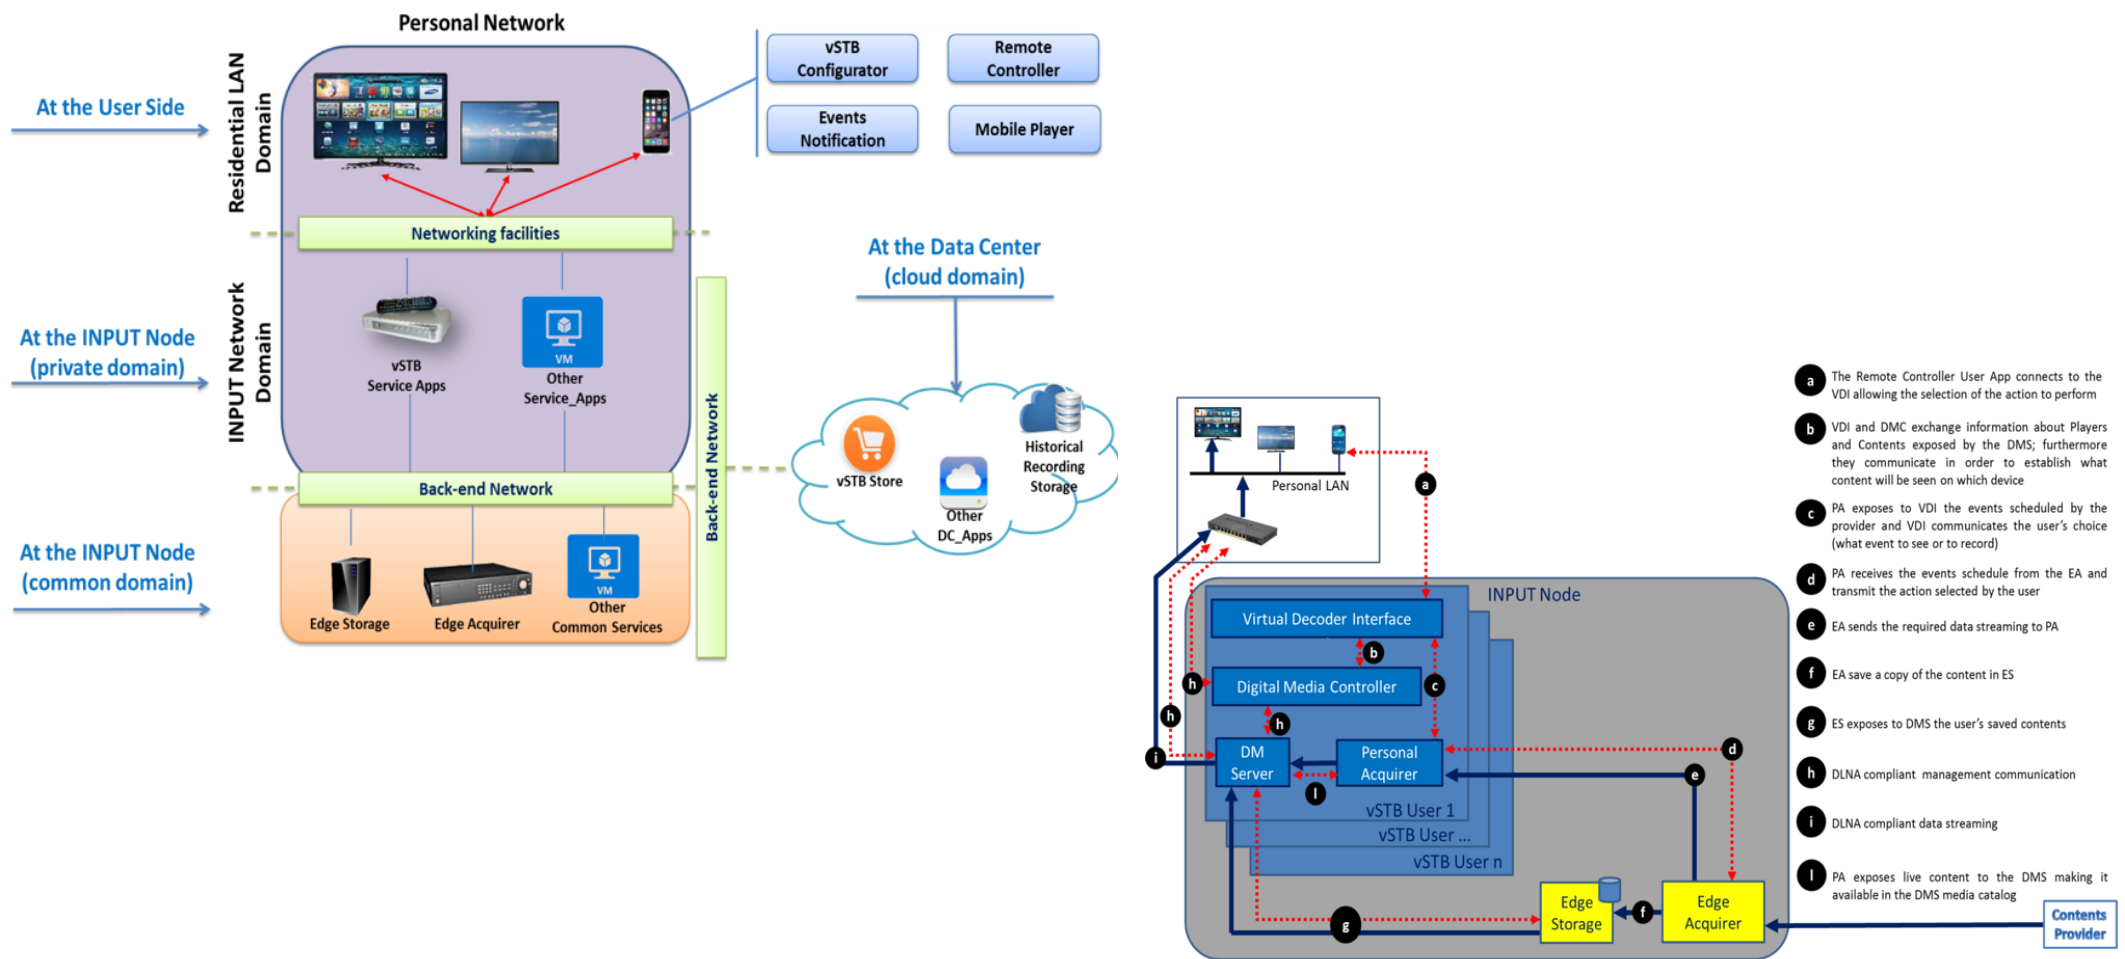 Personal Network
At the User Side
Residential LAN
Domain
vSTB
Configurator
Remote
Controller
Events
Notification
Mobile Player
Networking facilities
At the INPUT Node
(private domain)
INPUT Network
Domain
vSTB
Service Apps
VM
Other
Service_Apps
Back-end Network
Back-end Network
At the INPUT Node
(common domain)
Edge Storage
Edge Acquirer
VM
Other
Common Services
At the Data Center
(cloud domain)
vSTB Store
Other
DC_Apps
Historical
Recording
Storage
Personal LAN
a
INPUT Node
Virtual Decoder Interface
b
Digital Media Controller
c
h
h
h
i
DM
Server
Personal
Acquirer
l
d
e
vSTB User 1
vSTB User ...
vSTB User n
Edge
Storage
f
Edge
Acquirer
g
Contents
Provider
a The Remote Controller User App connects to the
VDI allowing the selection of the action to perform
b VDI and DMC exchange information about Players
and Contents exposed by the DMS; furthermore
they communicate in order to establish what
content will be seen on which device
c PA exposes to VDI the events scheduled by the
provider and VDI communicates the user's choice
(what event to see or to record)
d PA receives the events schedule from the EA and
transmit the action selected by the user
e EA sends the required data streaming to PA
f EA save a copy of the content in ES
g ES exposes to DMS the user's saved contents
h DLNA compliant management communication
i DLNA compliant data streaming
l PA exposes live content to the DMS making it
available in the DMS media catalog